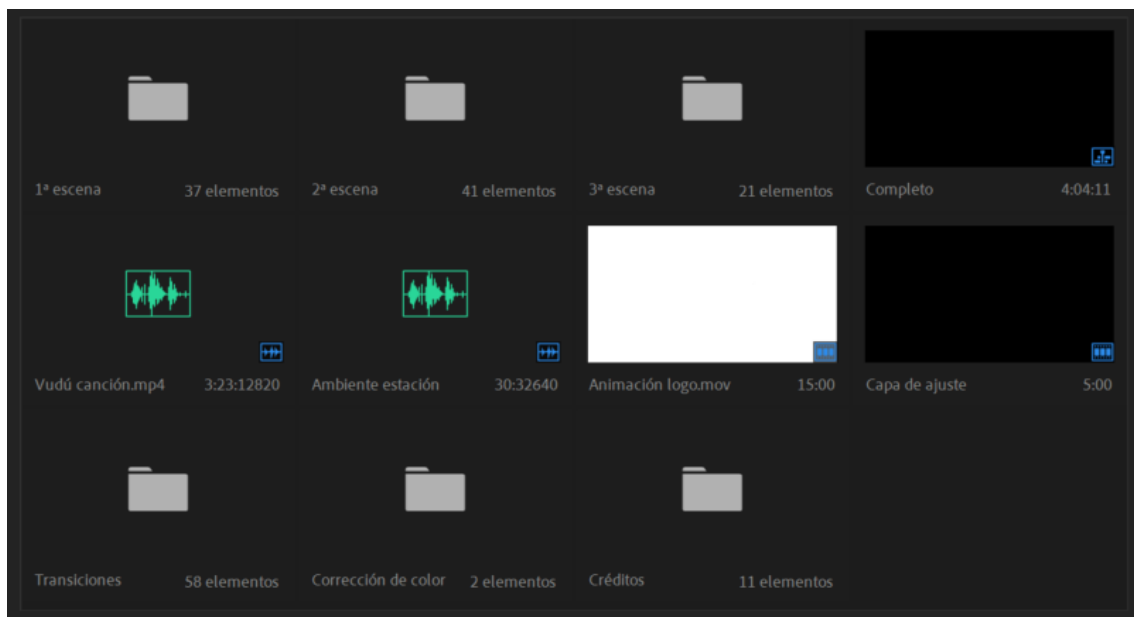 1ª escena 37 elementos 2ª escena 41 elementos 3ª escena 21 elementos Completo 4:04:11
Vudú canción.mp4 3:23:12820 Ambiente estación 30:32640 Animación logo.mov 15:00 Capa de ajuste 5:00
Transiciones 58 elementos Corrección de color 2 elementos Créditos 11 elementos